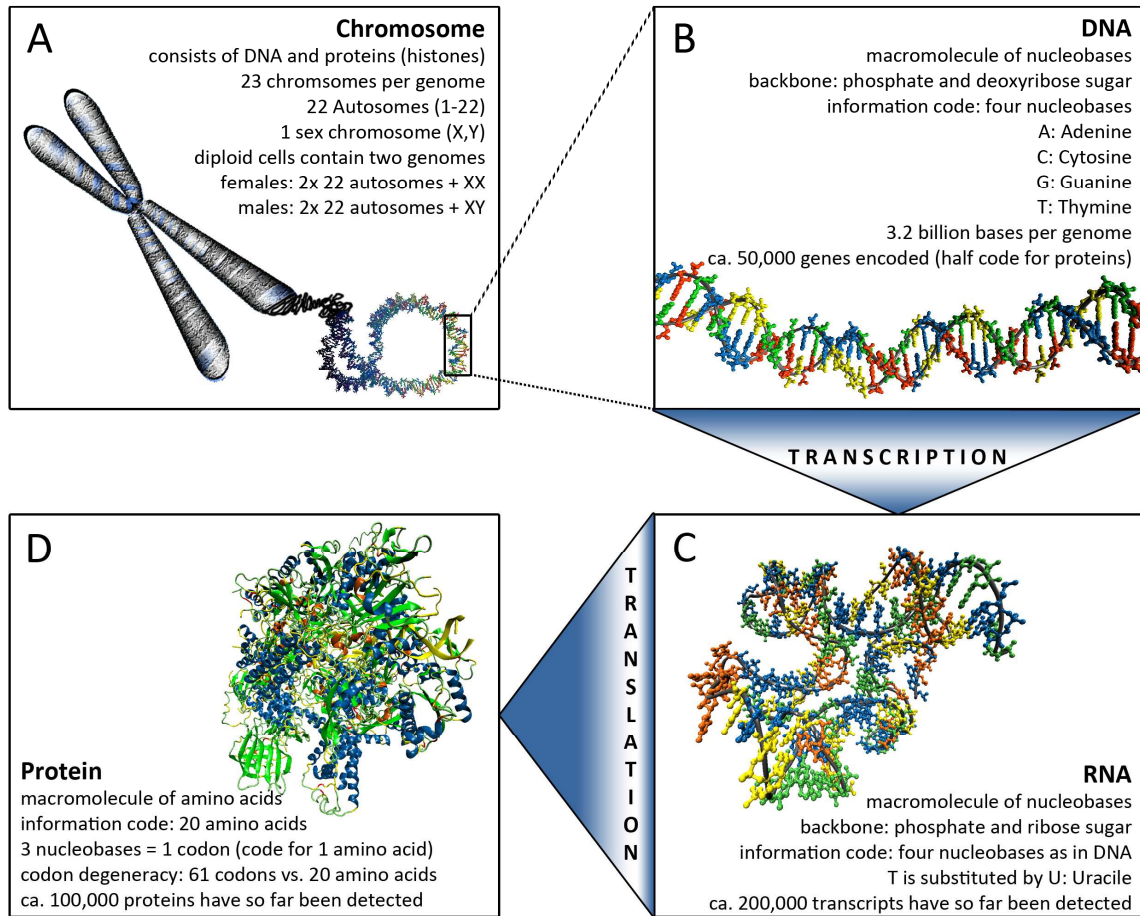 A
Chromosome
consists of DNA and proteins (histones)
23 chromsomes per genome
22 Autosomes (1-22)
1 sex chromosome (X,Y)
diploid cells contain two genomes
females: 2x 22 autosomes + XX
males: 2x 22 autosomes + XY
B
DNA
macromolecule of nucleobases
backbone: phosphate and deoxyribose sugar
information code: four nucleobases
A: Adenine
C: Cytosine
G: Guanine
T: Thymine
3.2 billion bases per genome
ca. 50,000 genes encoded (half code for proteins)
TRANSCRIPTION
C
RNA
macromolecule of nucleobases
backbone: phosphate and ribose sugar
information code: four nucleobases as in DNA
T is substituted by U: Uracile
ca. 200,000 transcripts have so far been detected
TRANSLATION
D
Protein
macromolecule of amino acids
information code: 20 amino acids
3 nucleobases = 1 codon (code for 1 amino acid)
codon degeneracy: 61 codons vs. 20 amino acids
ca. 100,000 proteins have so far been detected